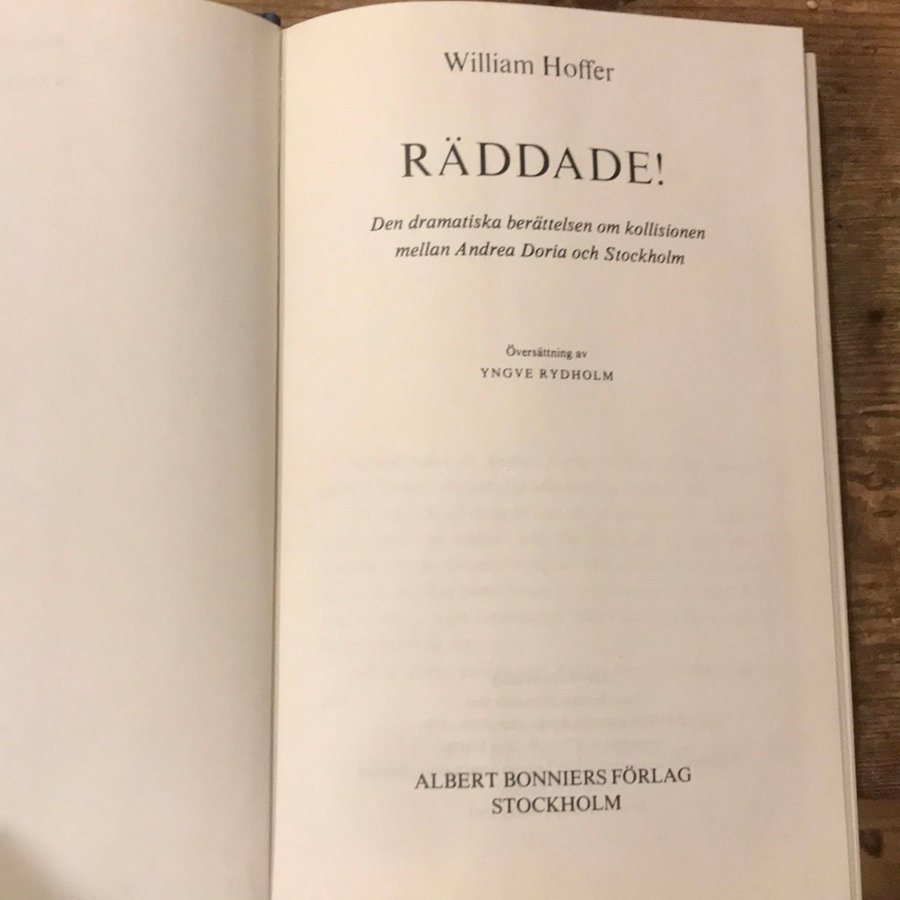 William Hoffer
RÄDDADE!
Den dramatiska berättelsen om kollisionen
mellan Andrea Doria och Stockholm
Översättning av
YNGVE RYDHOLM
ALBERT BONNIERS FÖRLAG
STOCKHOLM